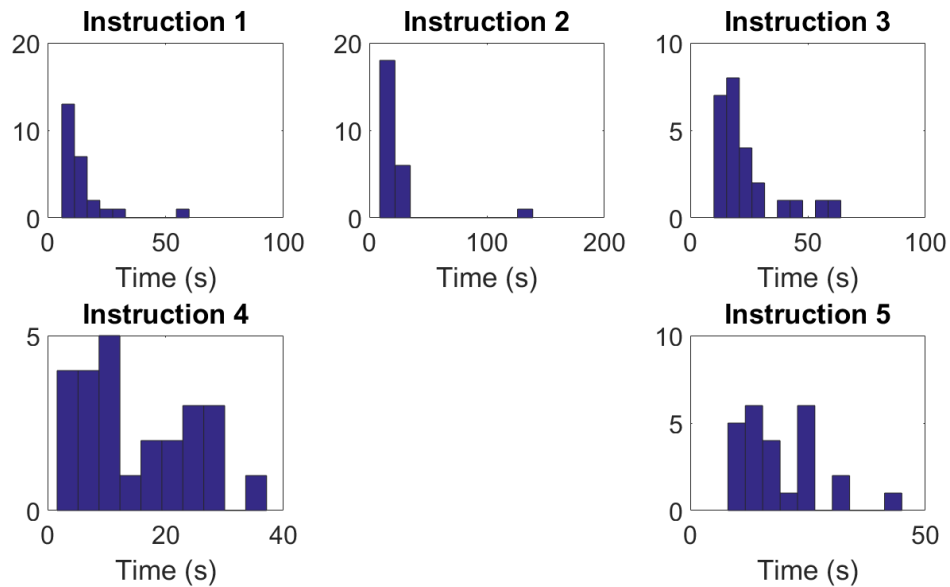 Instruction 1
20
10
0
0 50 100
Time (s)
Instruction 2
20
10
0
0 100 200
Time (s)
Instruction 3
10
5
0
0 50 100
Time (s)
Instruction 4
5
0
0 20 40
Time (s)
Instruction 5
10
5
0
0 50
Time (s)